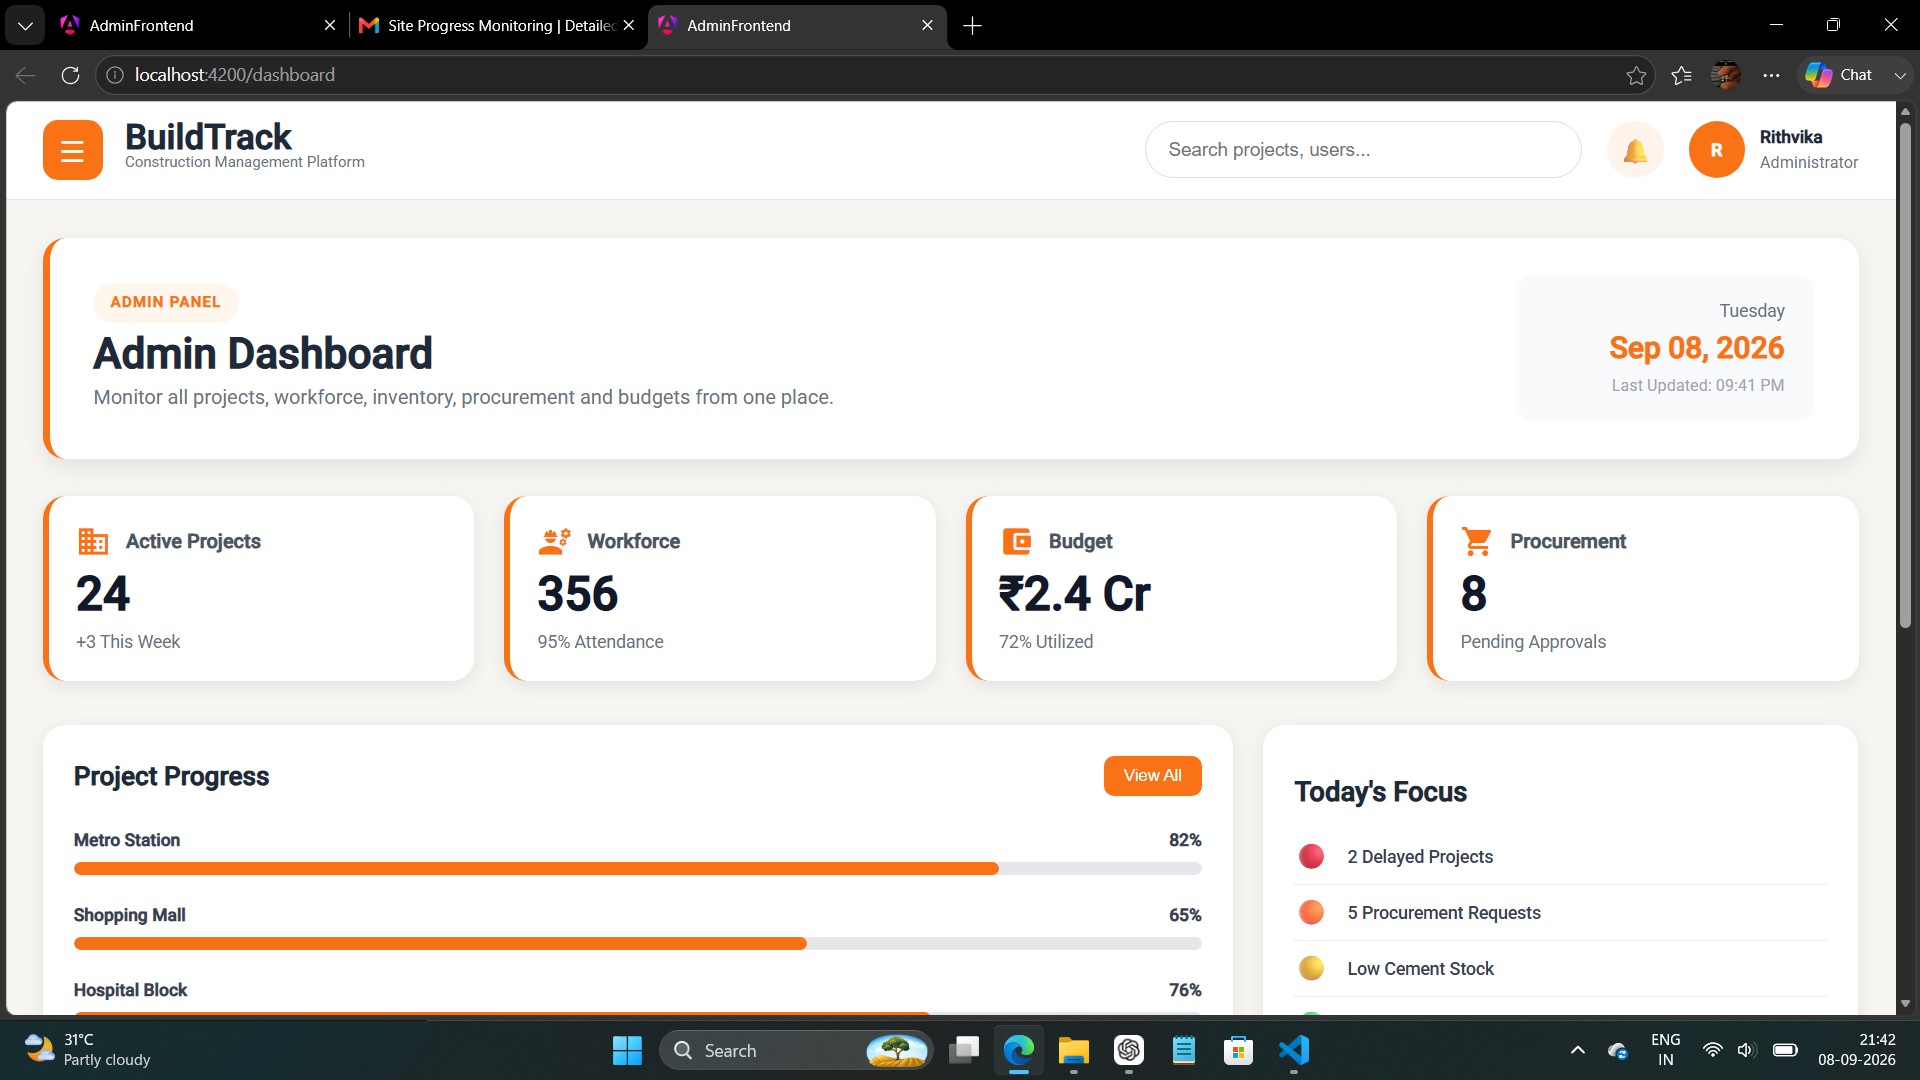 AdminFrontend
Site Progress Monitoring | Detailed
AdminFrontend
localhost:4200/dashboard
Chat
BuildTrack
Construction Management Platform
Search projects, users...
R
Rithvika
Administrator
ADMIN PANEL
Admin Dashboard
Monitor all projects, workforce, inventory, procurement and budgets from one place.
Tuesday
Sep 08, 2026
Last Updated: 09:41 PM
Active Projects
24
+3 This Week
Workforce
356
95% Attendance
Budget
₹2.4 Cr
72% Utilized
Procurement
8
Pending Approvals
Project Progress
View All
Metro Station 82%
Shopping Mall 65%
Hospital Block 76%
Today's Focus
2 Delayed Projects
5 Procurement Requests
Low Cement Stock
31°C
Partly cloudy
Search
ENG
IN
21:42
08-09-2026